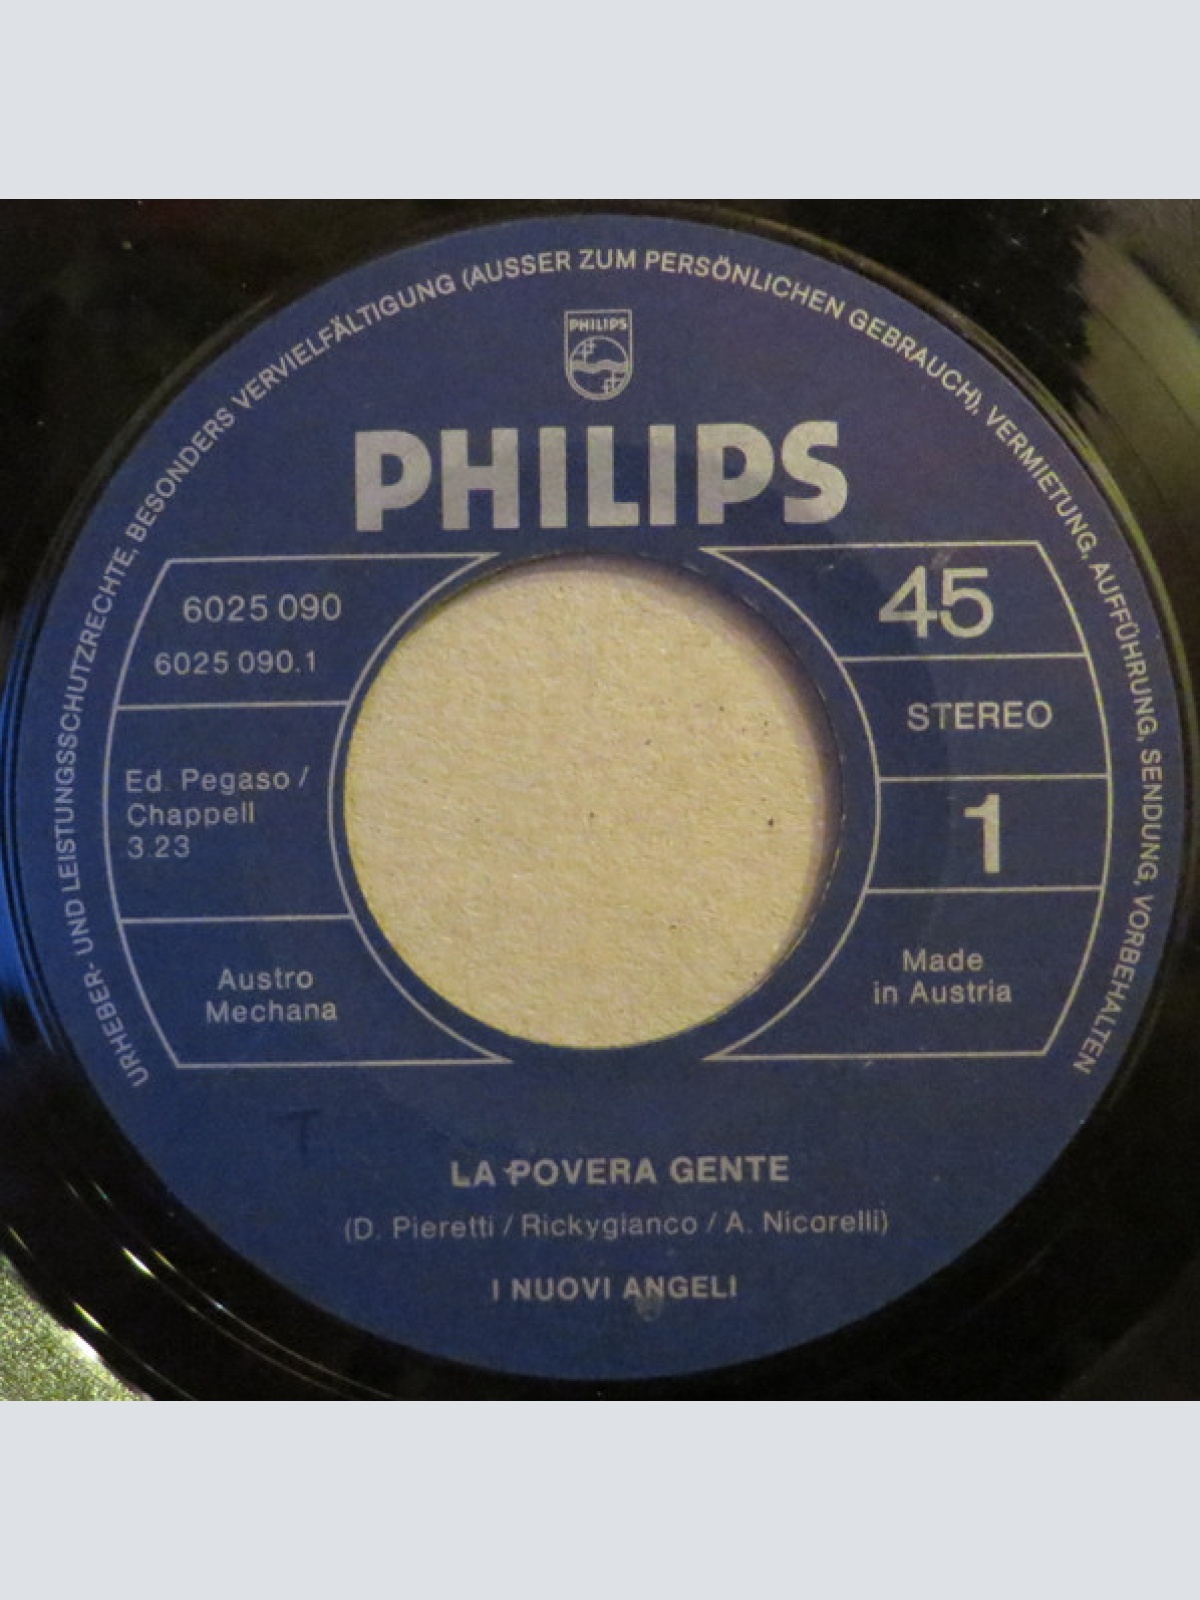 URHEBER- UND LEISTUNGSSCHUTZRECHTE, BESONDERS VERVIELFÄLTIGUNG (AUSSER ZUM PERSÖNLICHEN GEBRAUCH), VERMIETUNG, AUFFÜHRUNG, SENDUNG, VORBEHALTEN
PHILIPS
PHILIPS
6025 090
6025 090.1
Ed. Pegaso /
Chappell
3.23
Austro
Mechana
45
STEREO
1
Made
in Austria
LA POVERA GENTE
(D. Pieretti / Rickygianco / A. Nicorelli)
I NUOVI ANGELI